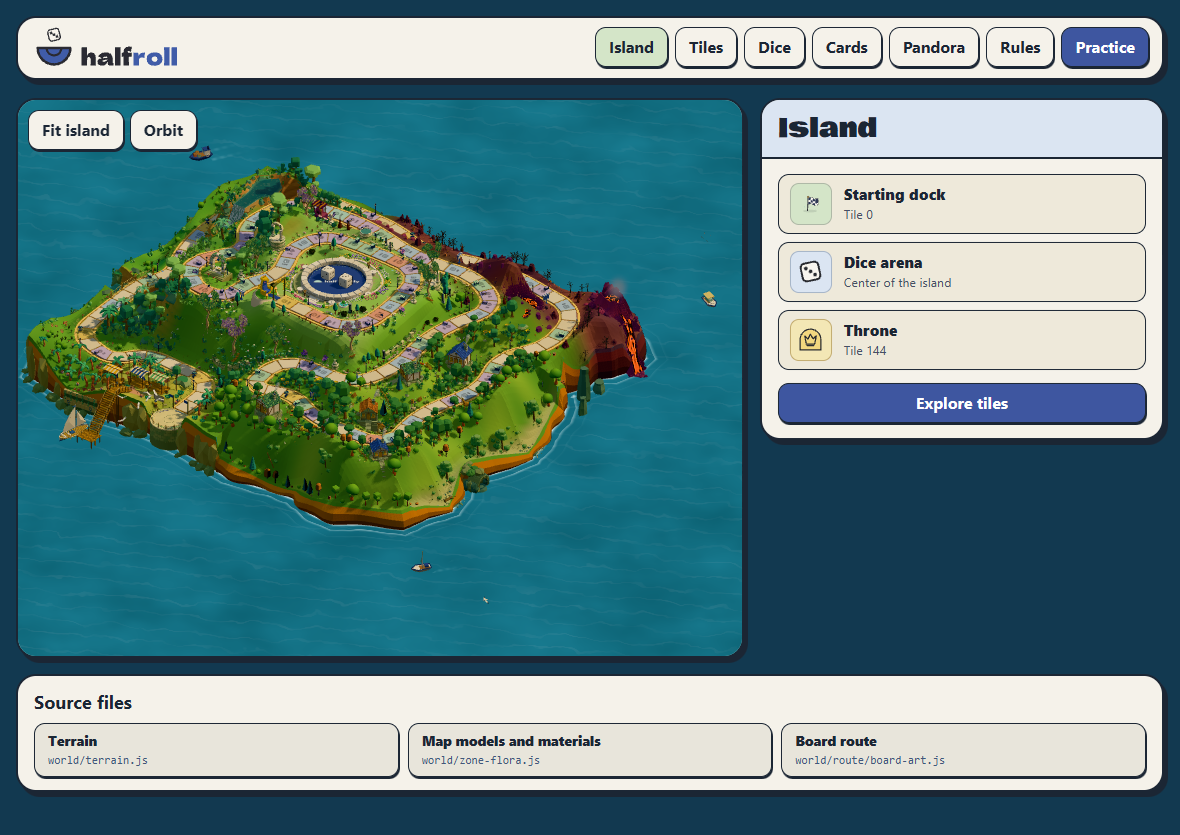 halfroll
Island
Tiles
Dice
Cards
Pandora
Rules
Practice
Fit island
Orbit
Island
Starting dock
Tile 0
Dice arena
Center of the island
Throne
Tile 144
Explore tiles
Source files
Terrain
world/terrain.js
Map models and materials
world/zone-flora.js
Board route
world/route/board-art.js